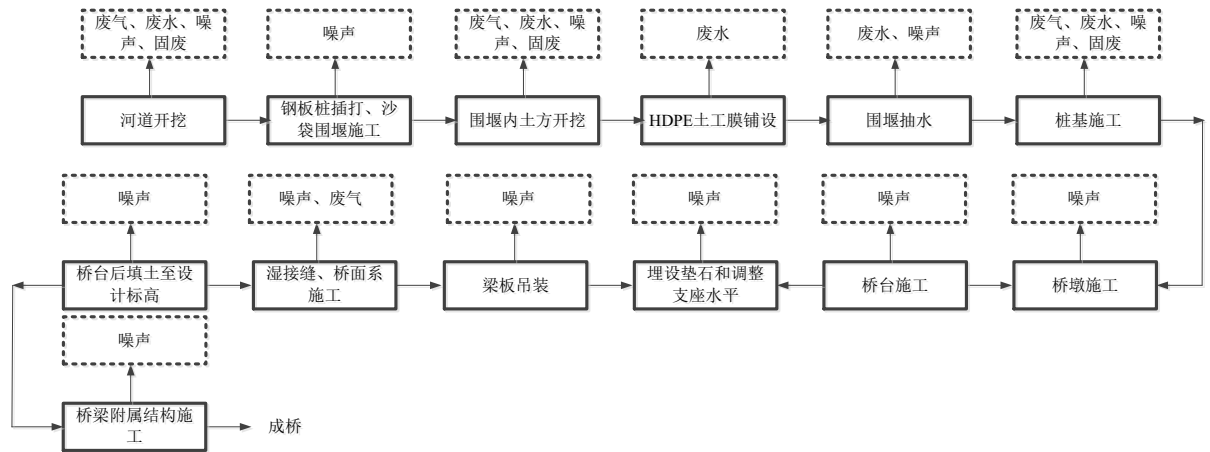 废气、废水、噪
声、固废
噪声
废气、废水、噪
声、固废
废水
废水、噪声
废气、废水、噪
声、固废
河道开挖
钢板桩插打、沙
袋围堰施工
围堰内土方开挖
HDPE土工膜铺设
围堰抽水
桩基施工
噪声
噪声、废气
噪声
噪声
噪声
噪声
桥台后填土至设
计标高
湿接缝、桥面系
施工
梁板吊装
埋设垫石和调整
支座水平
桥台施工
桥墩施工
噪声
桥梁附属结构施
工
成桥